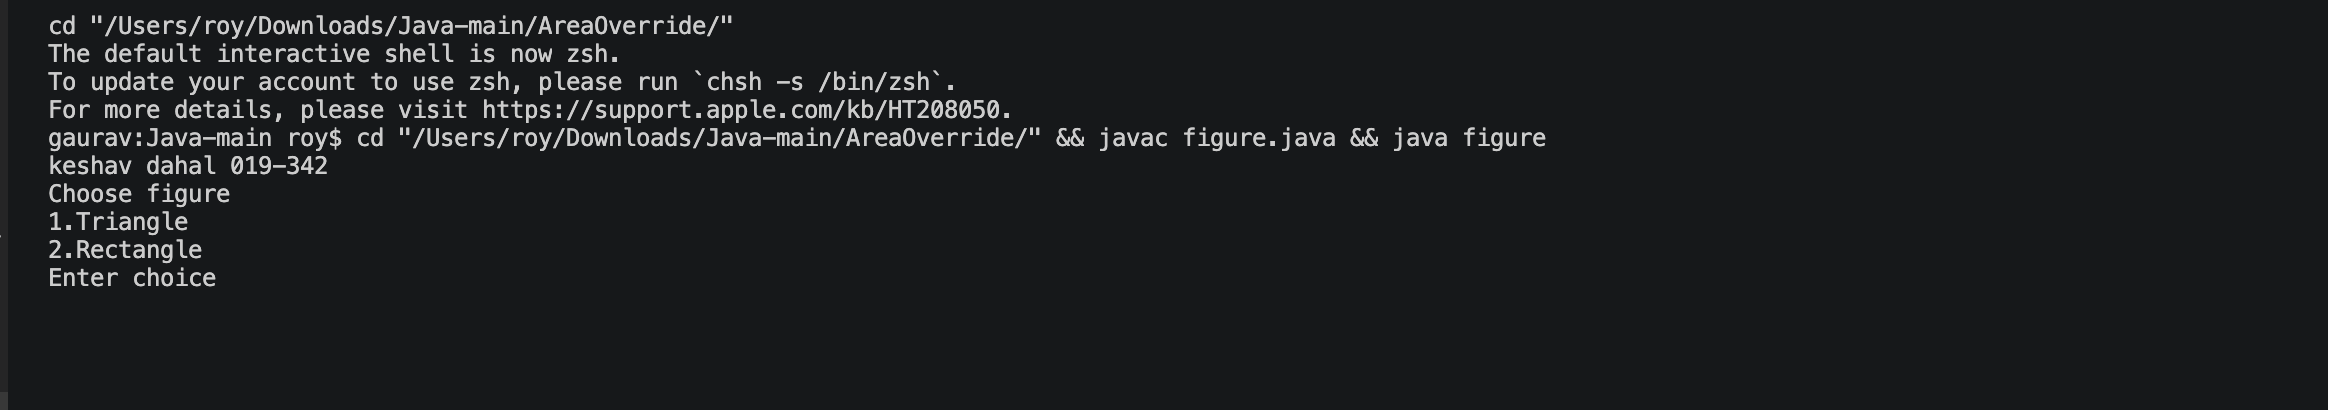 cd "/Users/roy/Downloads/Java-main/AreaOverride/"
The default interactive shell is now zsh.
To update your account to use zsh, please run `chsh -s /bin/zsh`.
For more details, please visit https://support.apple.com/kb/HT208050.
gaurav:Java-main roy$ cd "/Users/roy/Downloads/Java-main/AreaOverride/" && javac figure.java && java figure
keshav dahal 019-342
Choose figure
1.Triangle
2.Rectangle
Enter choice